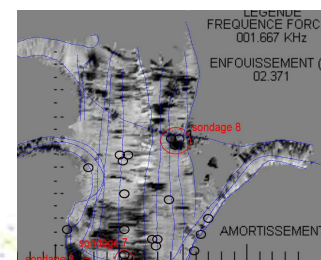 LEGENDE
FREQUENCE FORC
001.667 KHz
ENFOUISSEMENT (
02.371
sondage 8
AMORTISSEMENT
sondage 7